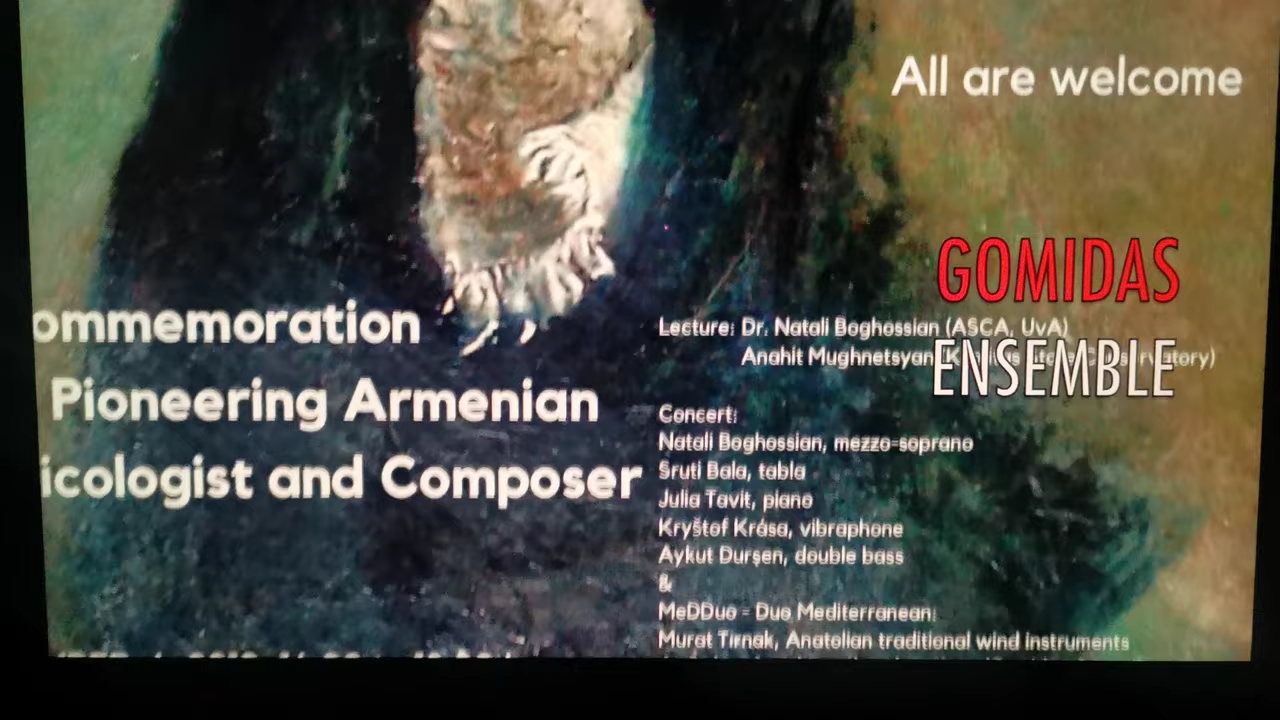 All are welcome
GOMIDAS
ENSEMBLE
ommemoration
Pioneering Armenian
icologist and Composer
Lecture: Dr. Natali Boghossian (ASCA, UvA)
Anahit Mughnetsyan
Concert:
Natali Boghossian, mezzo-soprano
Sruti Bala, tabla
Julia Tavit, piano
Kryštof Krása, vibraphone
Aykut Durşen, double bass
&
MeDDuo - Duo Mediterranean:
Murat Tırnak, Anatolian traditional wind instruments